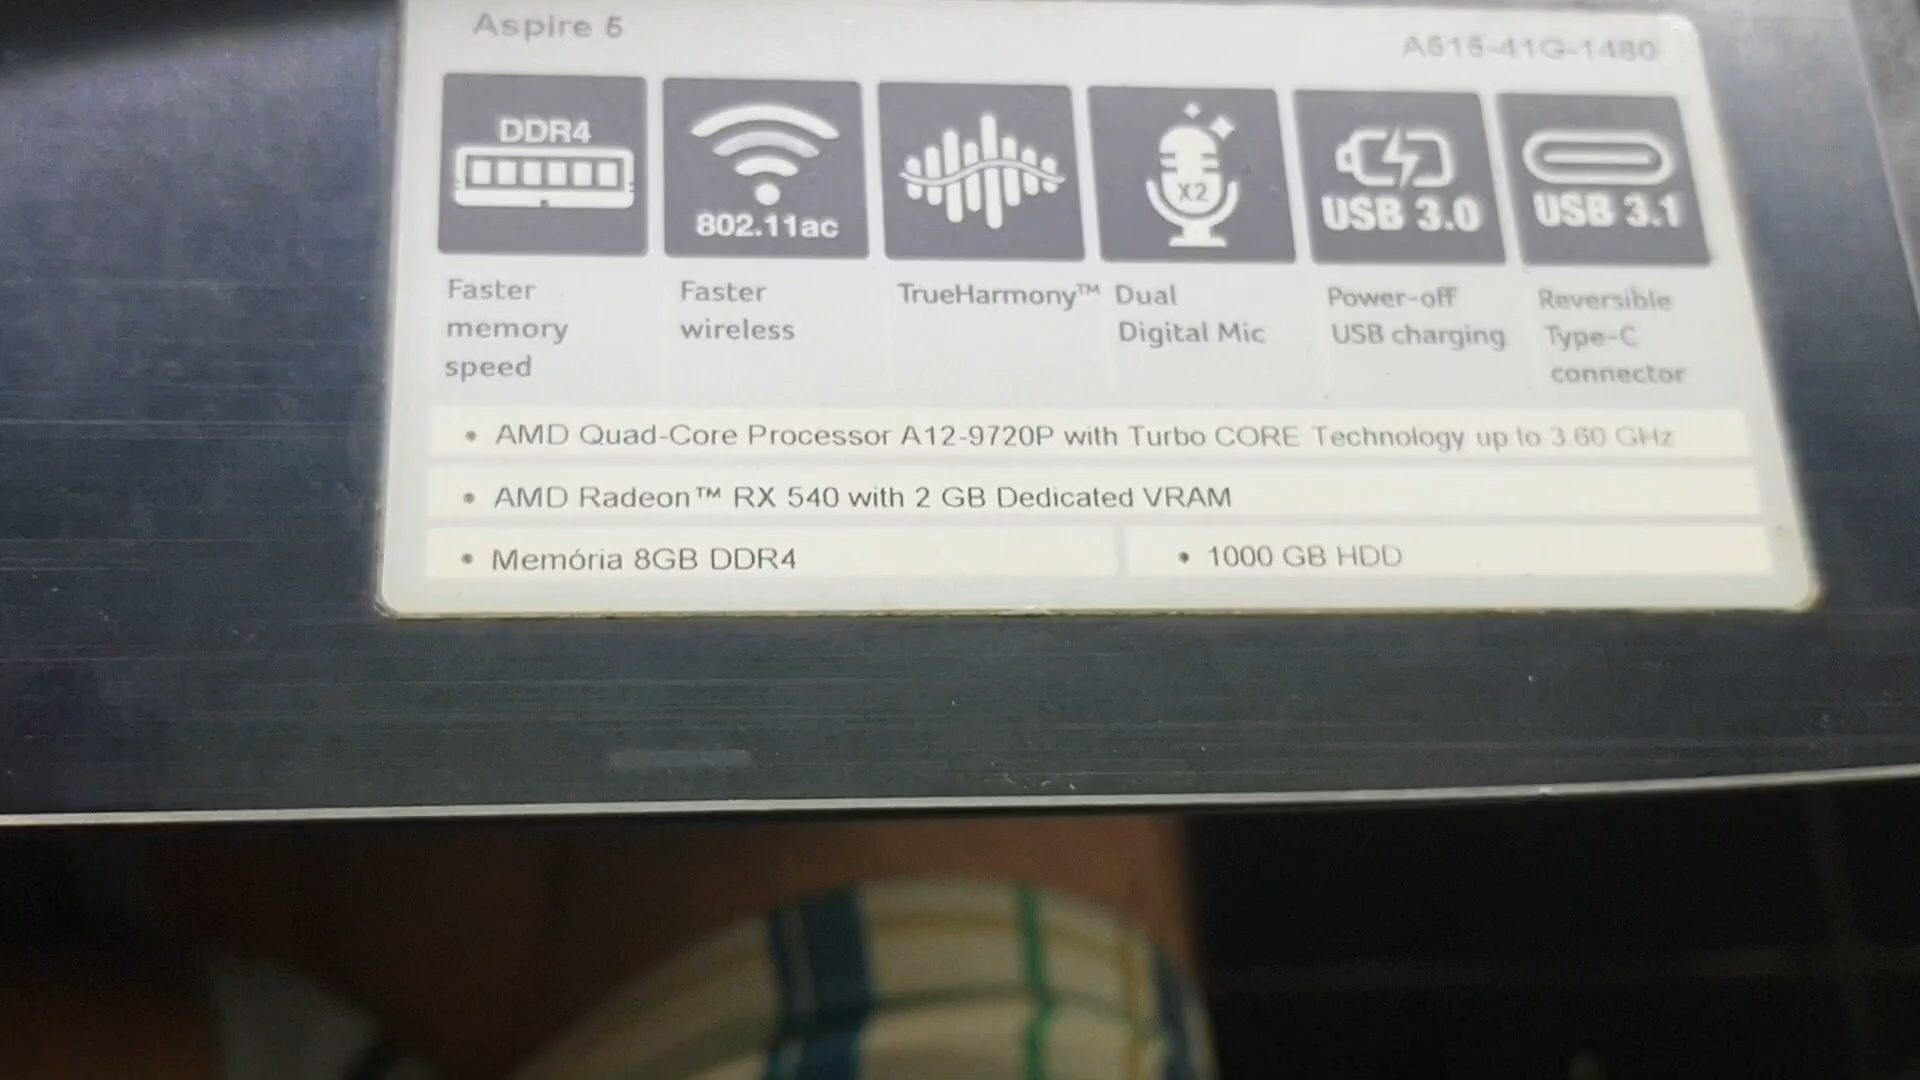 Aspire 5
A515-41G-1480
DDR4
802.11ac
X2
USB 3.0
USB 3.1
Faster
memory
speed
Faster
wireless
TrueHarmony™
Dual
Digital Mic
Power-off
USB charging
Reversible
Type-C
connector
• AMD Quad-Core Processor A12-9720P with Turbo CORE Technology up to 3.60 GHz
• AMD Radeon™ RX 540 with 2 GB Dedicated VRAM
• Memória 8GB DDR4
• 1000 GB HDD